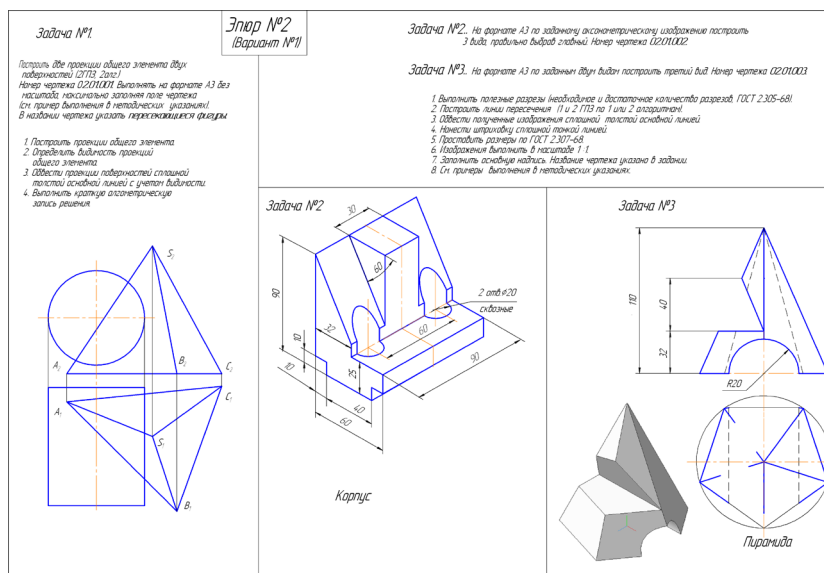 Задача №1.
Построить две проекции общего элемента двух
поверхностей (2ГПЗ, 2алг.)
Номер чертежа 02.01.001. Выполнять на формате А3 без
масштаба, максимально заполняя поле чертежа
(см. пример выполнения в методических указаниях).
В названии чертежа указать пересекающиеся фигуры.
1. Построить проекции общего элемента.
2. Определить видимость проекций
общего элемента.
3. Обвести проекции поверхностей сплошной
толстой основной линией с учетом видимости.
4. Выполнить краткую алгометрическую
запись решения.
Эпюр №2
(Вариант №1)
Задача №2.. На формате А3 по заданному аксонометрическому изображению построить
3 вида, правильно выбрав главный. Номер чертежа 02.01.002.
Задача №3.. На формате А3 по заданным двум видам построить третий вид. Номер чертежа 02.01.003.
1. Выполнить полезные разрезы (необходимое и достаточное количество разрезов, ГОСТ 2.305-68).
2. Построить линии пересечения (1 и 2 ГПЗ по 1 или 2 алгоритмам).
3. Обвести полученные изображения сплошной толстой основной линией.
4. Нанести штриховку сплошной тонкой линией.
5. Проставить размеры по ГОСТ 2.307-68.
6. Изображения выполнить в масштабе 1:1.
7. Заполнить основную надпись. Название чертежа указано в задании.
8. См. примеры выполнения в методических указаниях.
S2
A2
B2
C2
C1
A1
S1
B1
Задача №2
30
60
90
2 отв.⌀20
сквозные
32
60
10
90
25
10
40
60
Корпус
Задача №3
110
40
32
R20
Пирамида